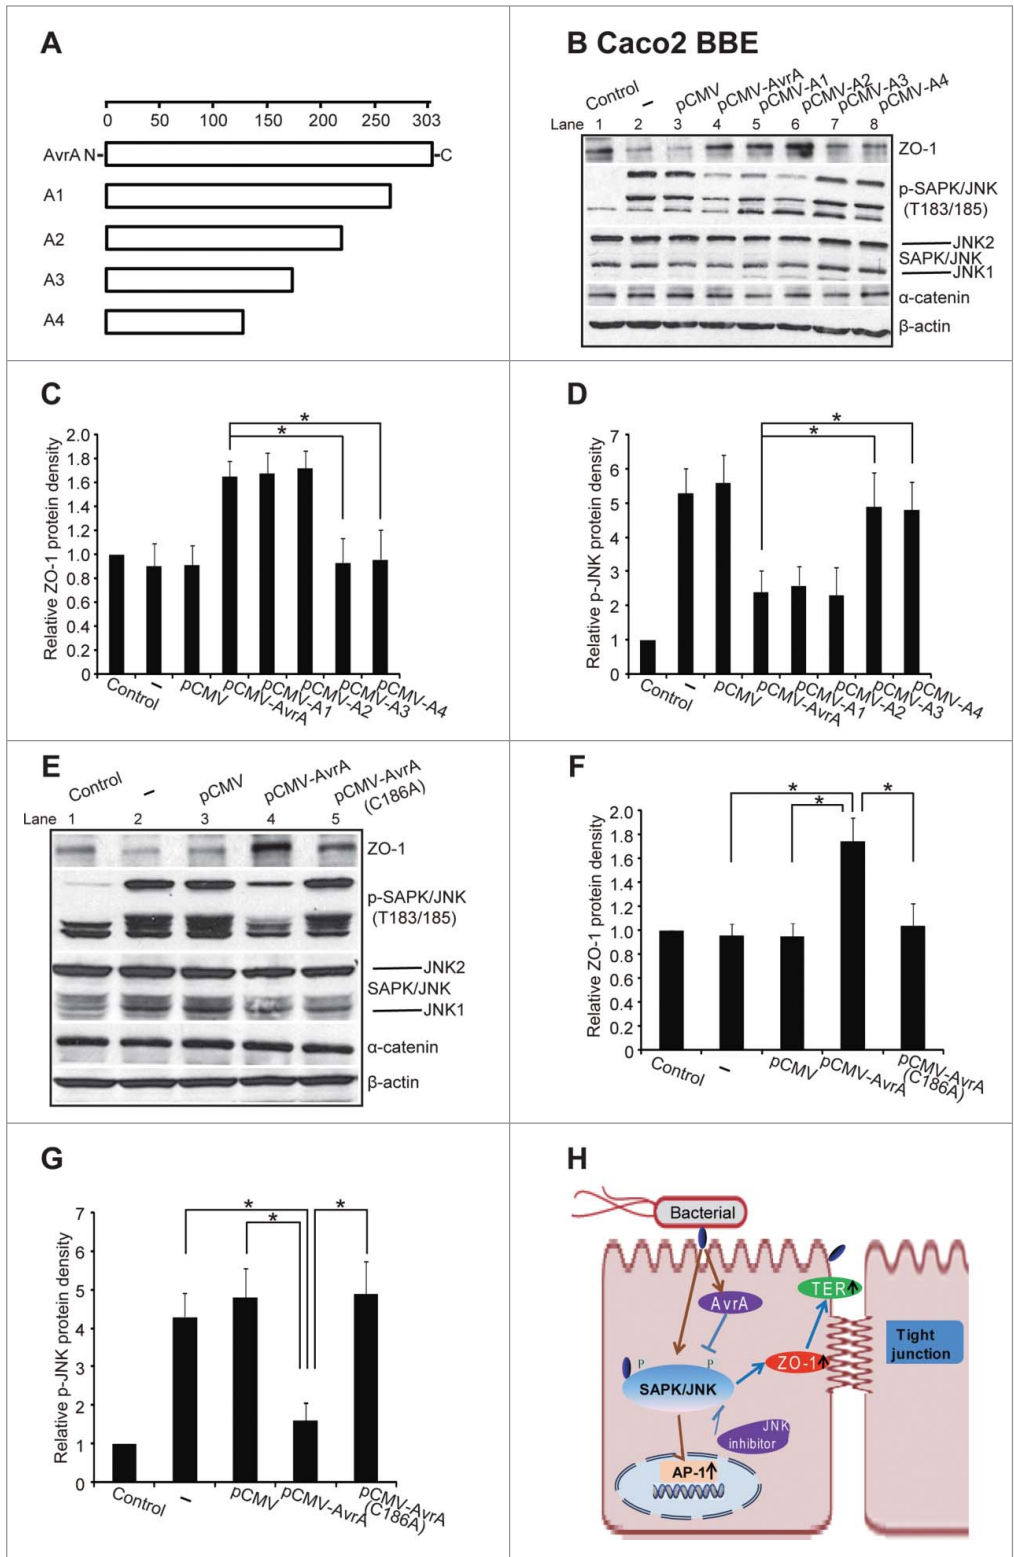 A
0 50 100 150 200 250 303
AvrA N- -C
A1
A2
A3
A4
B Caco2 BBE
Control – pCMV pCMV-AvrA pCMV-A1 pCMV-A2 pCMV-A3 pCMV-A4
Lane 1 2 3 4 5 6 7 8
ZO-1
p-SAPK/JNK
(T183/185)
JNK2
SAPK/JNK
JNK1
α-catenin
β-actin
C
Relative ZO-1 protein density
2.0
1.8
1.6
1.4
1.2
1.0
0.8
0.6
0.4
0.2
0
*
*
Control – pCMV pCMV-AvrA pCMV-A1 pCMV-A2 pCMV-A3 pCMV-A4
D
Relative p-JNK protein density
7
6
5
4
3
2
1
0
*
*
Control – pCMV pCMV-AvrA pCMV-A1 pCMV-A2 pCMV-A3 pCMV-A4
E
Control – pCMV pCMV-AvrA pCMV-AvrA
(C186A)
Lane 1 2 3 4 5
ZO-1
p-SAPK/JNK
(T183/185)
JNK2
SAPK/JNK
JNK1
α-catenin
β-actin
F
Relative ZO-1 protein density
2.0
1.8
1.6
1.4
1.2
1.0
0.8
0.6
0.4
0.2
0
* *
*
Control – pCMV pCMV-AvrA pCMV-AvrA
(C186A)
G
Relative p-JNK protein density
7
6
5
4
3
2
1
0
* *
*
Control – pCMV pCMV-AvrA pCMV-AvrA
(C186A)
H
Bacterial
TER
AvrA
Tight
junction
P P
ZO-1
SAPK/JNK
JNK
inhibitor
AP-1